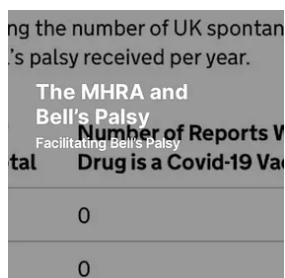 ng the number of UK spontan
's palsy received per year.
The MHRA and
Bell's Palsy
Number of Reports W
Facilitating Bell's Palsy
tal Drug is a Covid-19 Vac
0
0